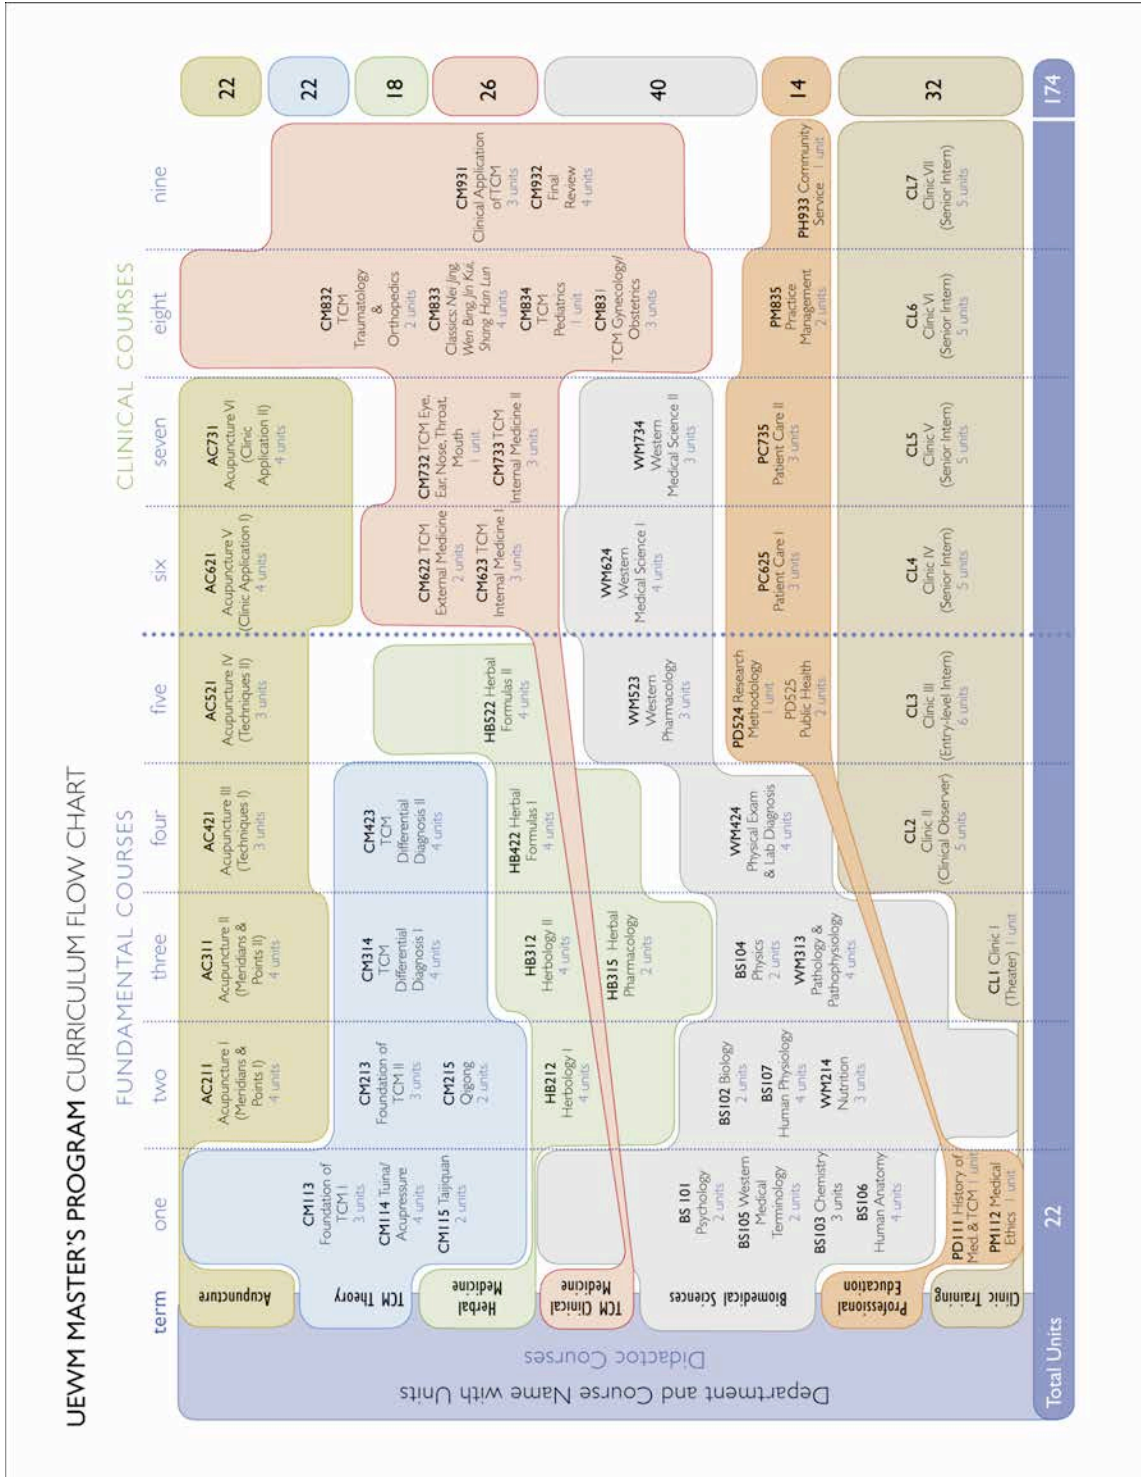 UEWM MASTER'S PROGRAM CURRICULUM FLOW CHART
FUNDAMENTAL COURSES
CLINICAL COURSES
term
one
two
three
four
five
six
seven
eight
nine
Department and Course Name with Units
Didactoc Courses
Acupuncture
AC211
Acupuncture I
(Meridians &
Points I)
4 units
AC311
Acupuncture II
(Meridians &
Points II)
4 units
AC421
Acupuncture III
(Techniques I)
3 units
AC521
Acupuncture IV
(Techniques II)
3 units
AC621
Acupuncture V
(Clinic Application I)
4 units
AC731
Acupuncture VI
(Clinic
Application II)
4 units
22
TCM Theory
CM113
Foundation of
TCM I
3 units
CM114 Tuina/
Acupressure
4 units
CM115 Taijiquan
2 units
CM213
Foundation of
TCM II
3 units
CM215
Qigong
2 units
CM314
TCM
Differential
Diagnosis I
4 units
CM423
TCM
Differential
Diagnosis II
4 units
22
Herbal
Medicine
HB212
Herbology I
4 units
HB312
Herbology II
4 units
HB315 Herbal
Pharmacology
2 units
HB422 Herbal
Formulas I
4 units
HB522 Herbal
Formulas II
4 units
18
TCM Clinical
Medicine
CM622 TCM
External Medicine
2 units
CM623 TCM
Internal Medicine I
3 units
CM732 TCM Eye,
Ear, Nose, Throat,
Mouth
1 unit
CM733 TCM
Internal Medicine II
3 units
CM832
TCM
Traumatology
&
Orthopedics
2 units
CM833
Classics: Nei Jing,
Wen Bing, Jin Kui,
Shang Han Lun
4 units
CM834
TCM
Pediatrics
1 unit
CM831
TCM Gynecology/
Obstetrics
3 units
CM931
Clinical Application
of TCM
3 units
CM932
Final
Review
4 units
26
Biomedical Sciences
BS 101
Psychology
2 units
BS105 Western
Medical
Terminology
2 units
BS103 Chemistry
3 units
BS106
Human Anatomy
4 units
BS102 Biology
2 units
BS107
Human Physiology
4 units
WM214
Nutrition
3 units
BS104
Physics
2 units
WM313
Pathology &
Pathophysiology
4 units
WM424
Physical Exam
& Lab Diagnosis
4 units
WM523
Western
Pharmacology
3 units
WM624
Western
Medical Science I
4 units
WM734
Western
Medical Science II
3 units
40
Professional
Education
PD111 History of
Med. & TCM 1 unit
PM112 Medical
Ethics 1 unit
PD524 Research
Methodology
1 unit
PD525
Public Health
2 units
PC625
Patient Care I
3 units
PC735
Patient Care II
3 units
PM835
Practice
Management
2 units
PH933 Community
Service 1 unit
14
Clinic Training
CL1 Clinic I
(Theater) 1 unit
CL2
Clinic II
(Clinical Observer)
5 units
CL3
Clinic III
(Entry-level Intern)
6 units
CL4
Clinic IV
(Senior Intern)
5 units
CL5
Clinic V
(Senior Intern)
5 units
CL6
Clinic VI
(Senior Intern)
5 units
CL7
Clinic VII
(Senior Intern)
5 units
32
Total Units
22
174